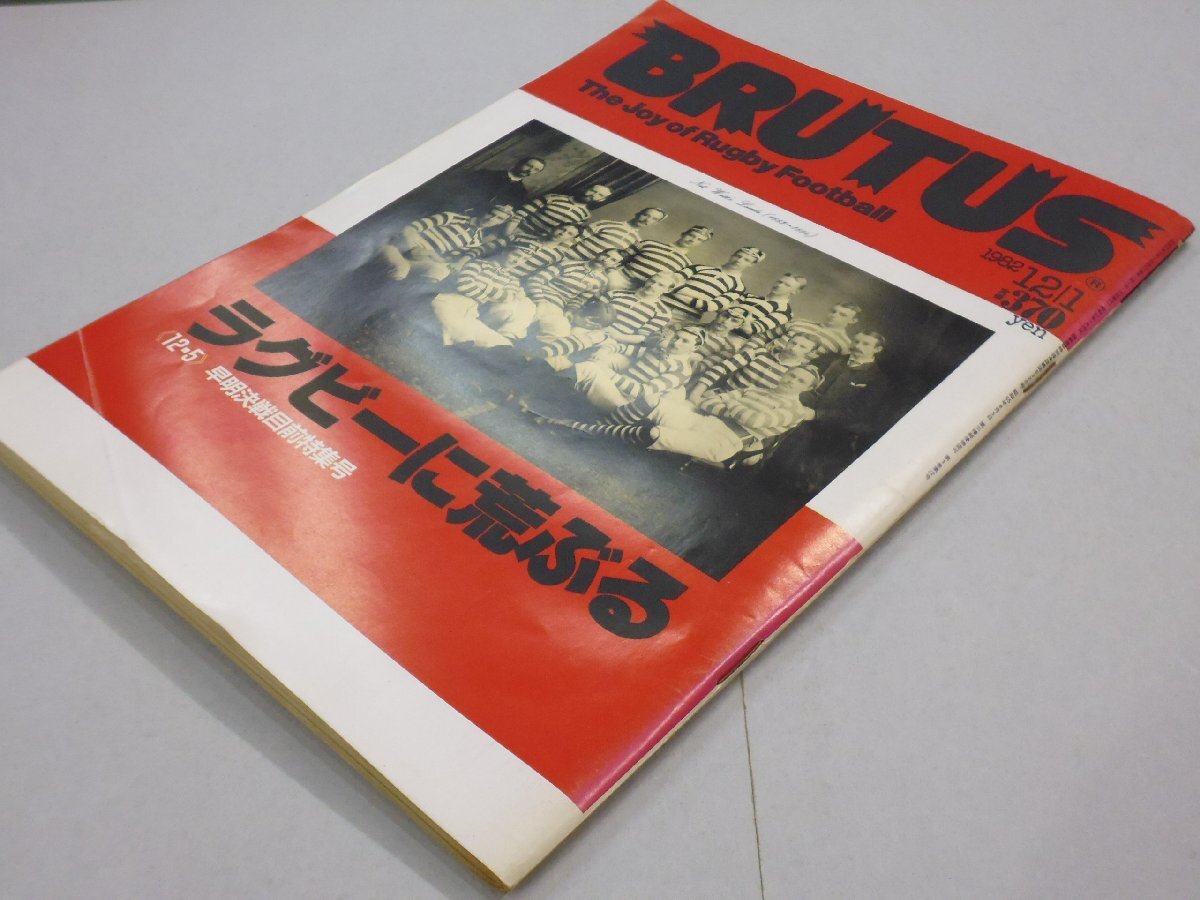 BRUTUS
The Joy of Rugby Football
1982 12/1
370
yen
ラグビーに荒ぶる
《12・5》早明決戦目前特集号